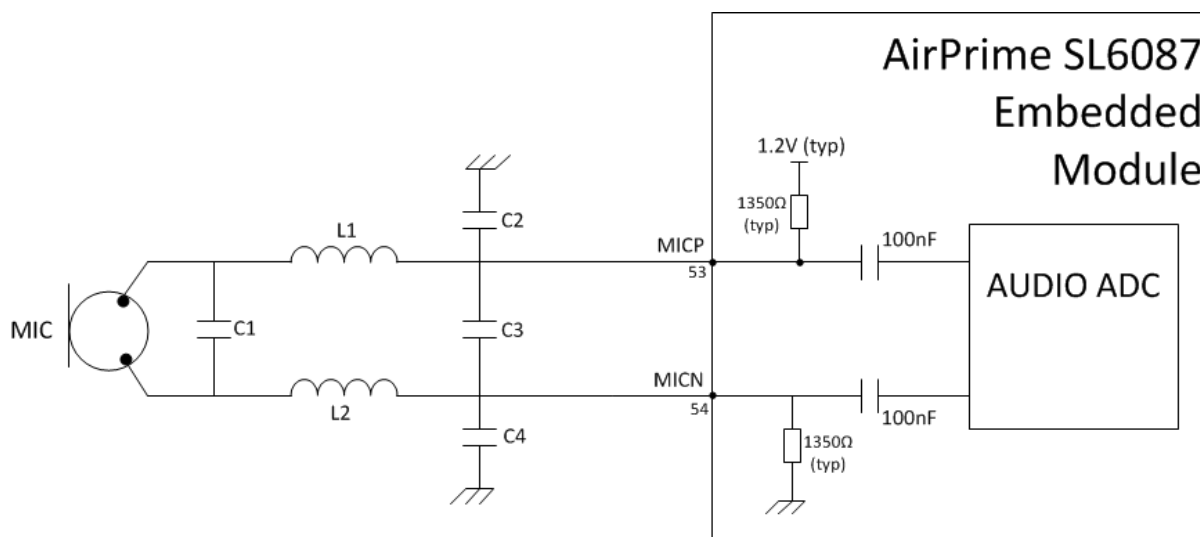 AirPrime SL6087
Embedded
Module
1.2V (typ)
1350Ω
(typ)
C2
L1
MICP
53
100nF
AUDIO ADC
MIC
C1
C3
MICN
54
L2
100nF
C4
1350Ω
(typ)